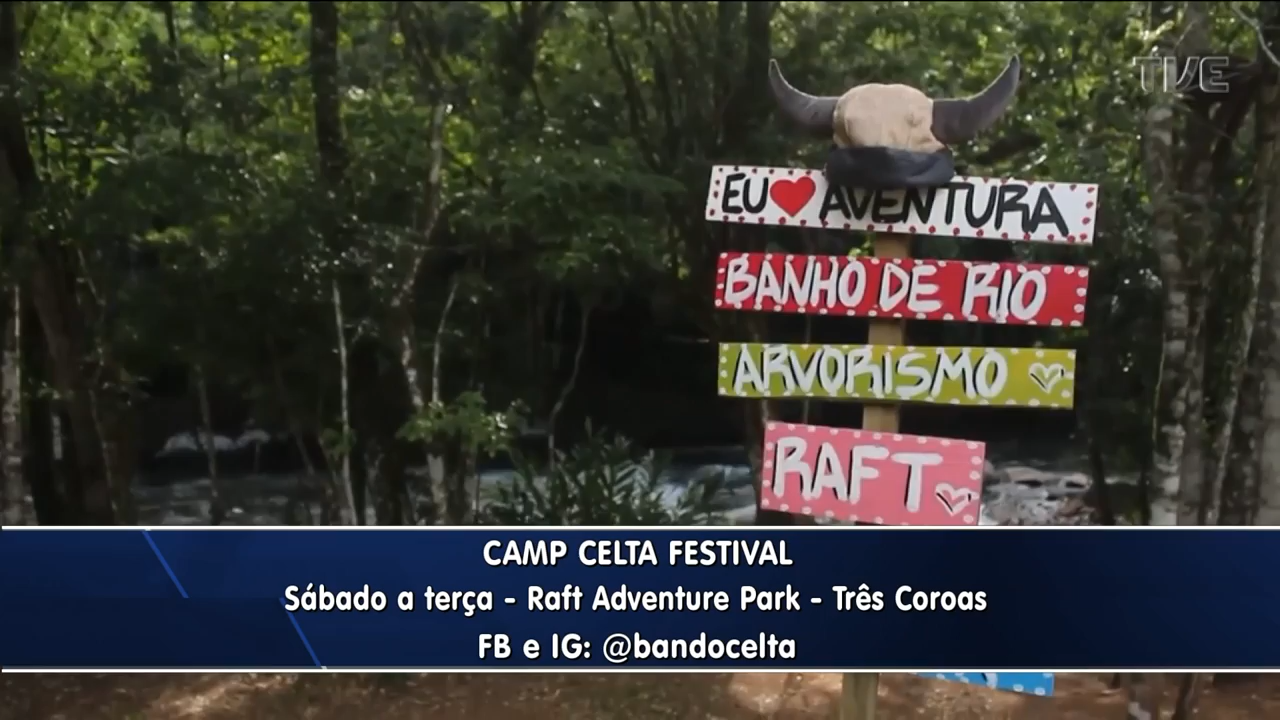 TVE
EU❤AVENTURA
BANHO DE RIO
ARVORISMO
RAFT
CAMP CELTA FESTIVAL
Sábado a terça - Raft Adventure Park - Três Coroas
FB e IG: @bandocelta